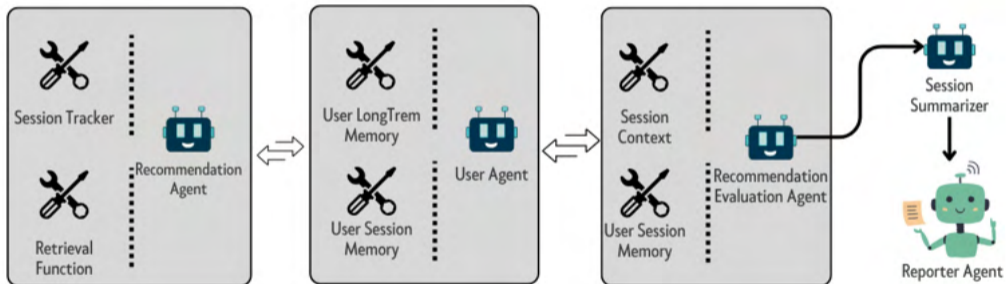 Session Tracker
Recommendation
Agent
Retrieval
Function
User LongTrem
Memory
User Agent
User Session
Memory
Session
Context
Recommendation
Evaluation Agent
User Session
Memory
Session
Summarizer
Reporter Agent